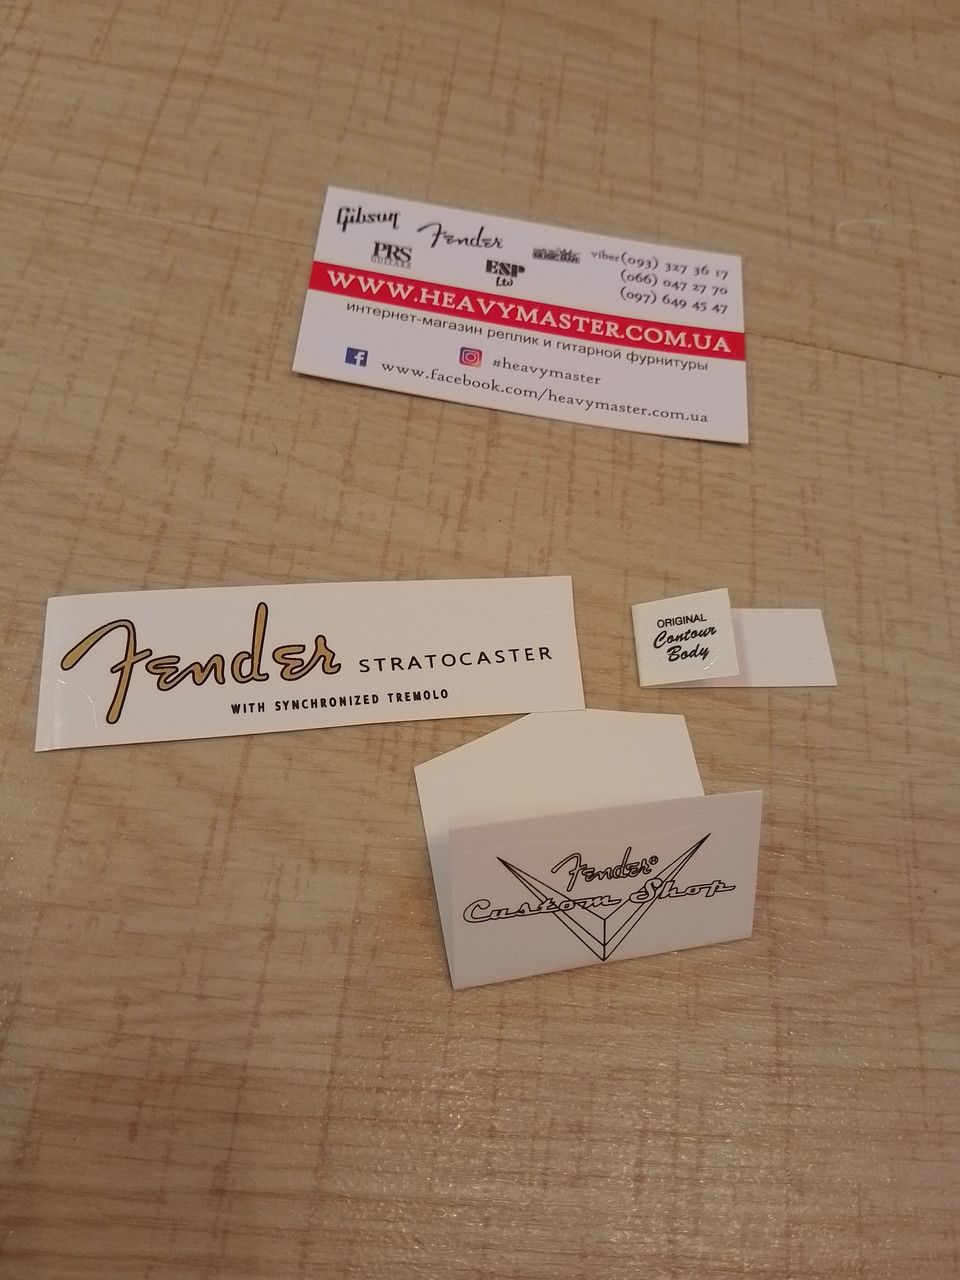 Gibson
Fender
PRS
GUITARS
ESP
Ltd
MUSIC MAN
viber(093) 327 36 17
(066) 047 27 70
(097) 649 45 47
WWW.HEAVYMASTER.COM.UA
интернет-магазин реплик и гитарной фурнитуры
#heavymaster
www.facebook.com/heavymaster.com.ua
Fender STRATOCASTER
WITH SYNCHRONIZED TREMOLO
ORIGINAL
Contour
Body
Fender®
Custom Shop